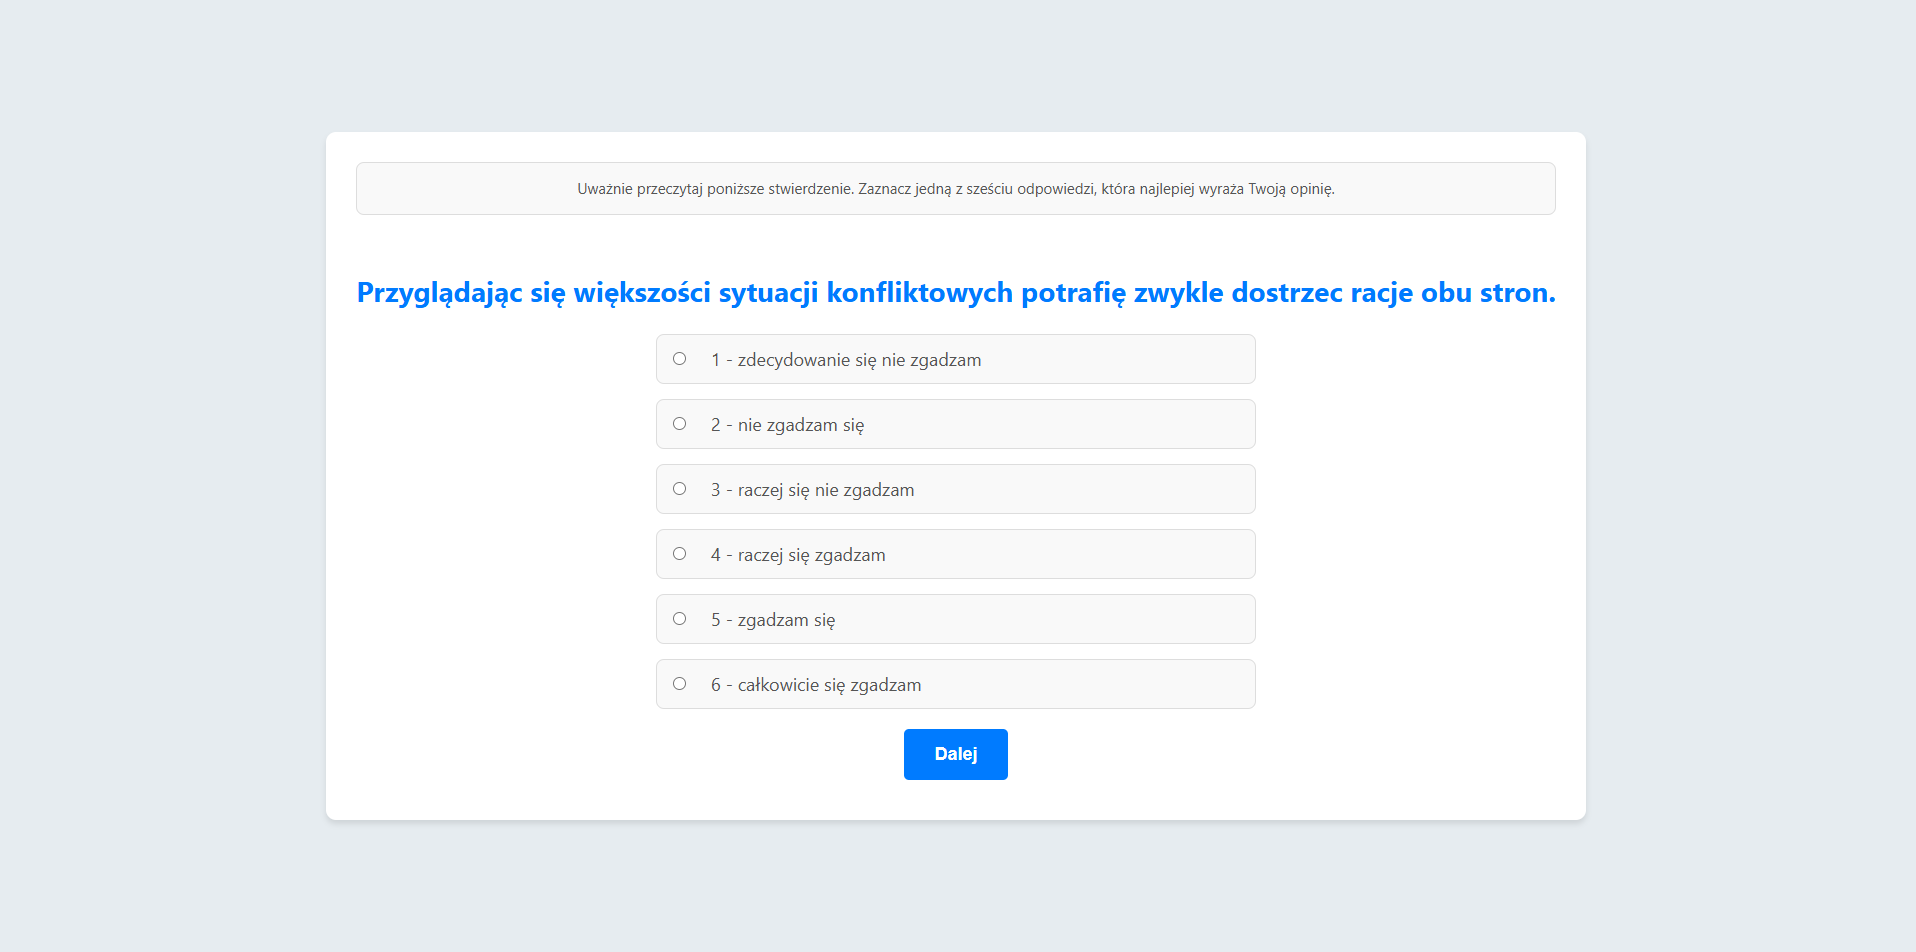 Uważnie przeczytaj poniższe stwierdzenie. Zaznacz jedną z sześciu odpowiedzi, która najlepiej wyraża Twoją opinię.
Przyglądając się większości sytuacji konfliktowych potrafię zwykle dostrzec racje obu stron.
1 - zdecydowanie się nie zgadzam
2 - nie zgadzam się
3 - raczej się nie zgadzam
4 - raczej się zgadzam
5 - zgadzam się
6 - całkowicie się zgadzam
Dalej